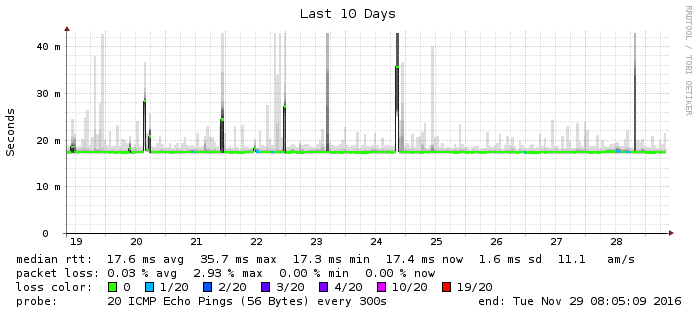 Last 10 Days
RRDTOOL / TOBI OETIKER
Seconds
40 m
30 m
20 m
10 m
0
19 20 21 22 23 24 25 26 27 28
median rtt: 17.6 ms avg 35.7 ms max 17.3 ms min 17.4 ms now 1.6 ms sd 11.1 am/s
packet loss: 0.03 % avg 2.93 % max 0.00 % min 0.00 % now
loss color: 0 1/20 2/20 3/20 4/20 10/20 19/20
probe: 20 ICMP Echo Pings (56 Bytes) every 300s end: Tue Nov 29 08:05:09 2016